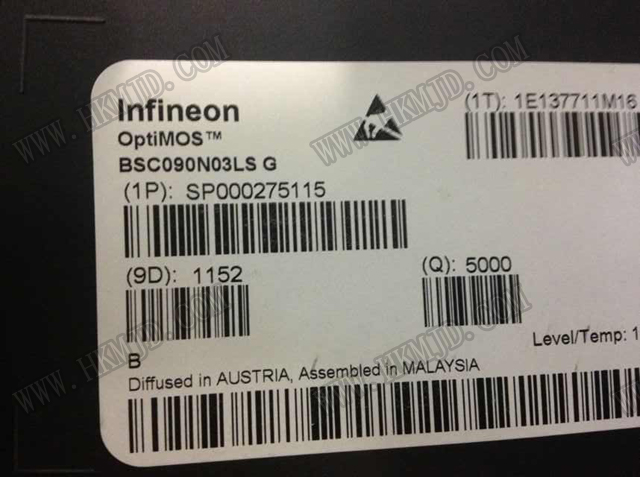 Infineon
OptiMOS™
BSC090N03LS G
(1P): SP000275115
(9D): 1152
(Q): 5000
(1T): 1E137711M16
Level/Temp: 1
B
Diffused in AUSTRIA, Assembled in MALAYSIA
WWW.HKMJD.COM
WWW.HKMJD.COM
WWW.HKMJD.COM
WWW.HKMJD.COM